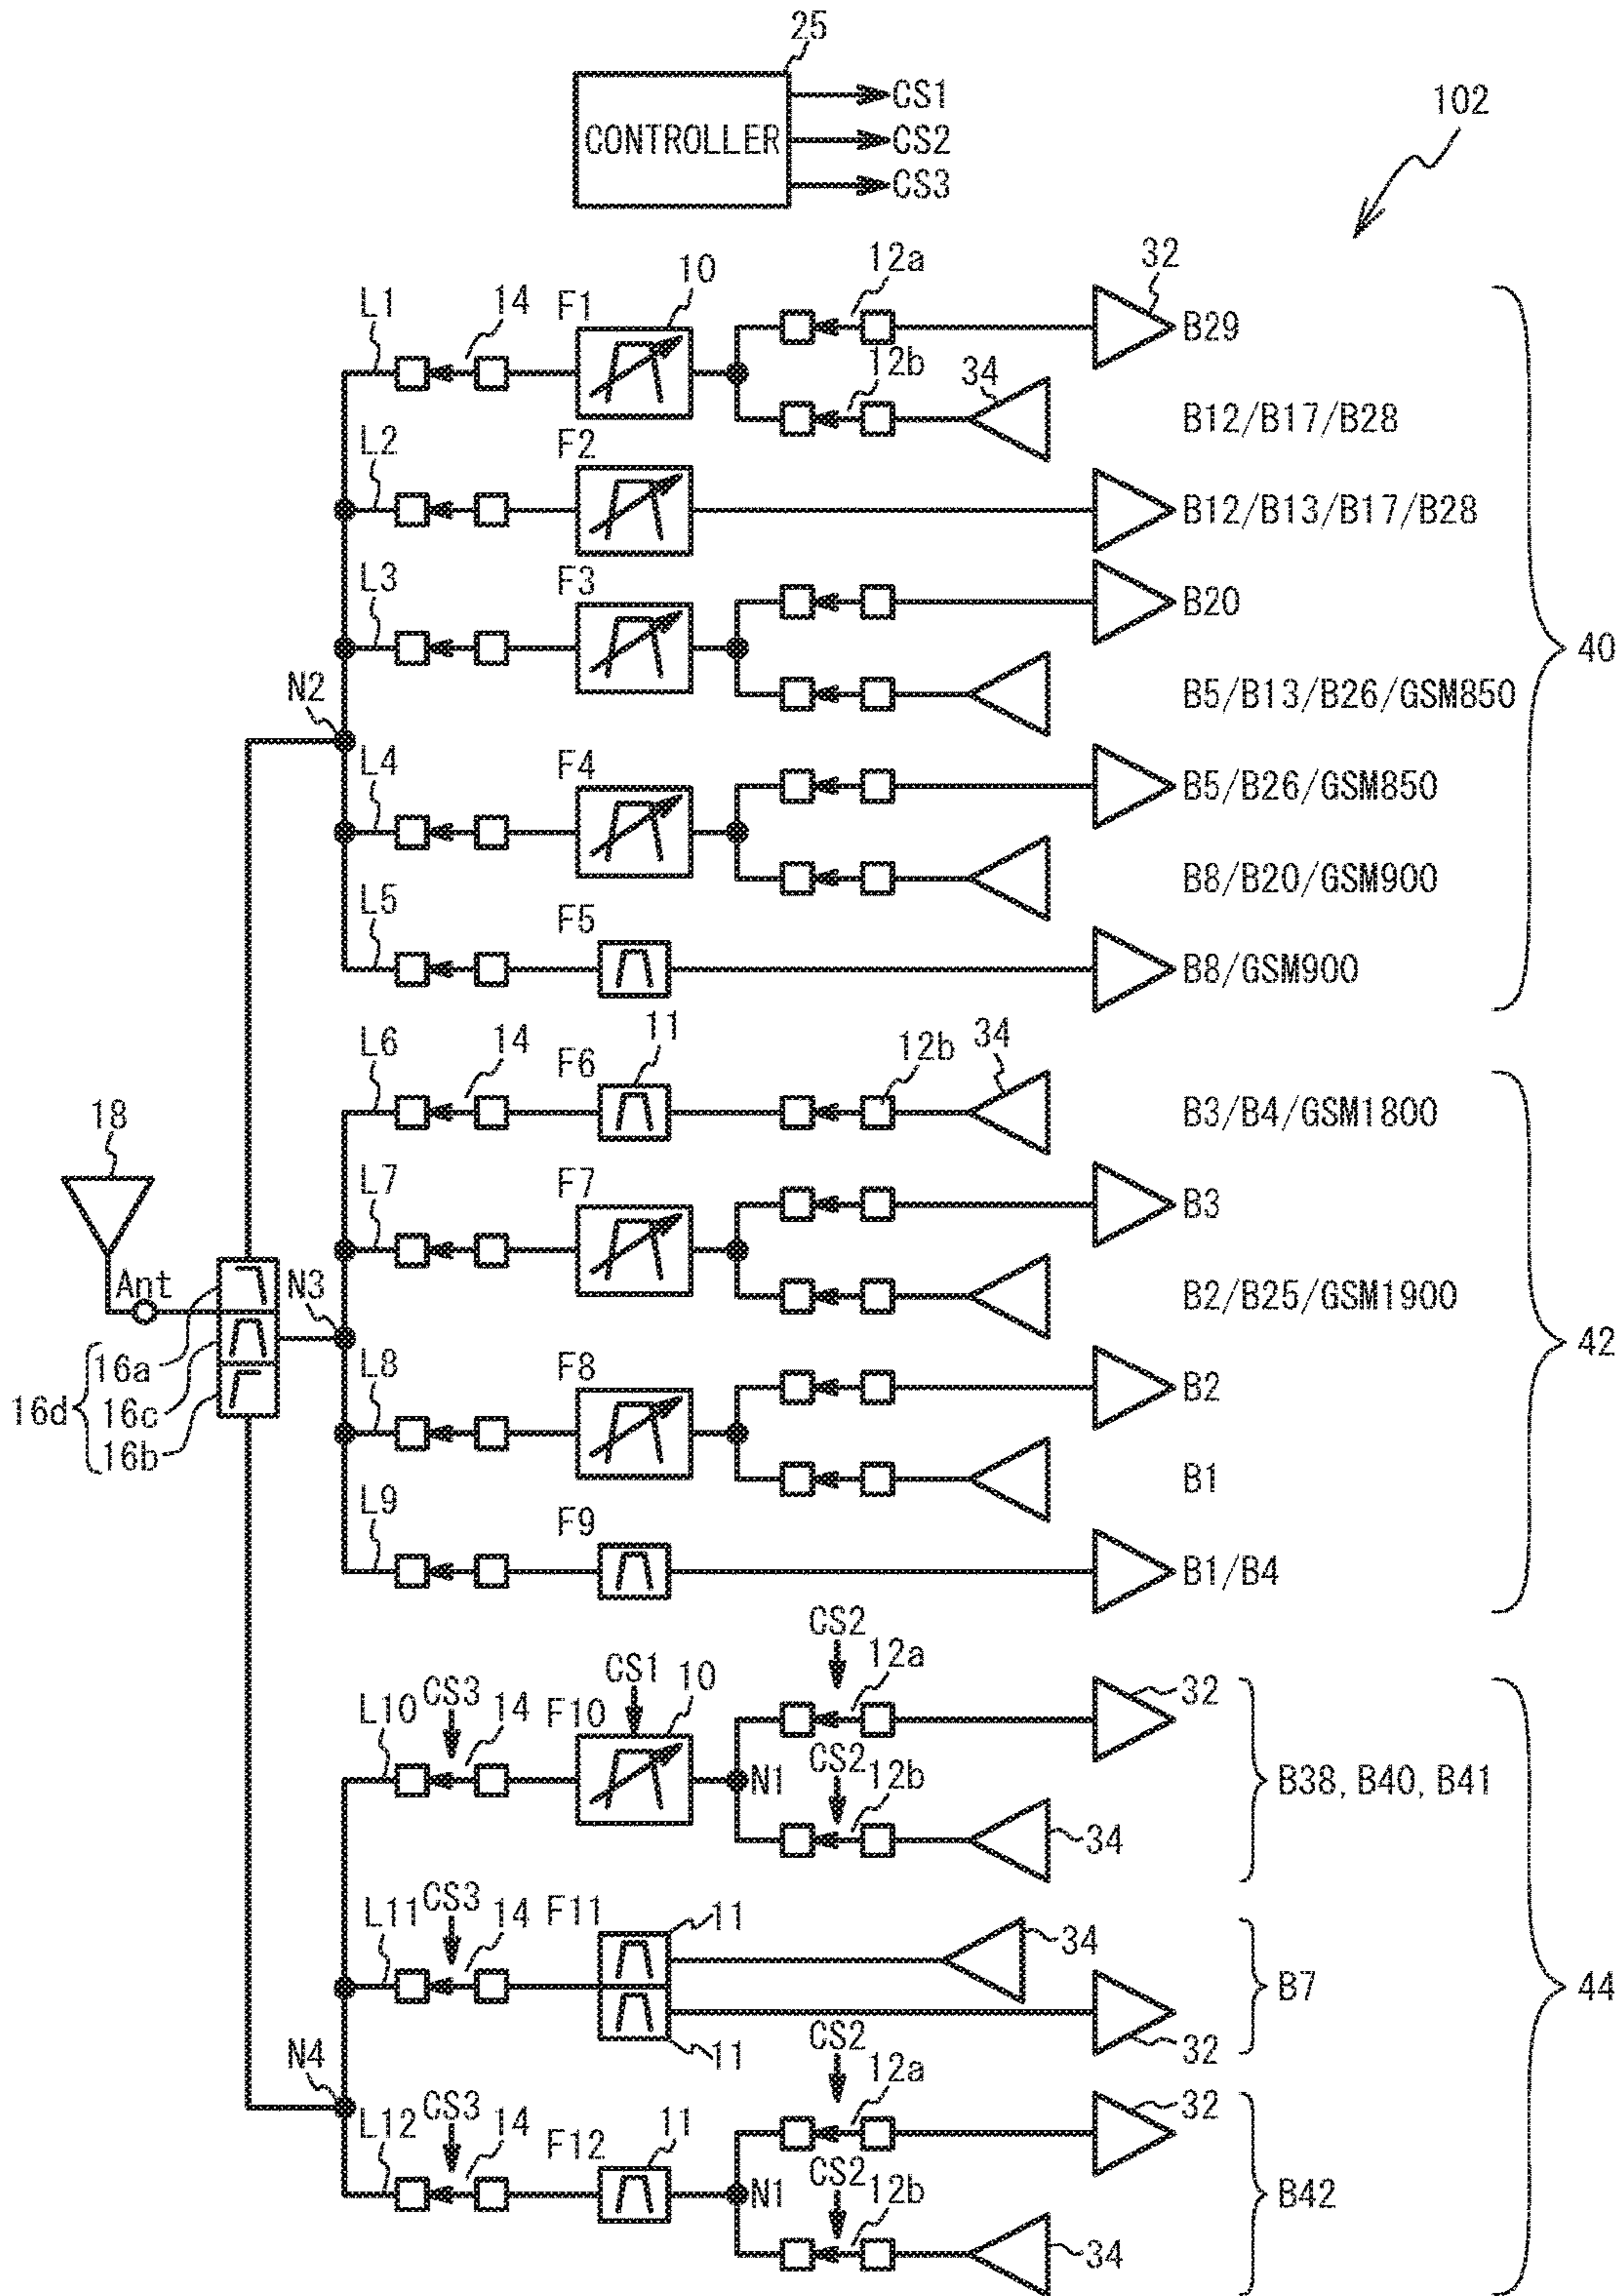 25
CONTROLLER
CS1
CS2
CS3
102
L1
14
F1
10
12a
32
B29
12b
34
B12/B17/B28
L2
F2
B12/B13/B17/B28
L3
F3
B20
40
N2
B5/B13/B26/GSM850
L4
F4
B5/B26/GSM850
B8/B20/GSM900
L5
F5
B8/GSM900
L6
14
F6
11
12b
34
B3/B4/GSM1800
18
L7
F7
B3
Ant
N3
B2/B25/GSM1900
42
16a
16d
16c
16b
L8
F8
B2
B1
L9
F9
B1/B4
CS2
L10
CS3
14
CS1
F10
10
12a
32
N1
CS2
12b
B38, B40, B41
34
L11
CS3
14
F11
11
34
B7
44
11
CS2
32
N4
12a
32
L12
CS3
14
F12
11
N1
CS2
12b
B42
34